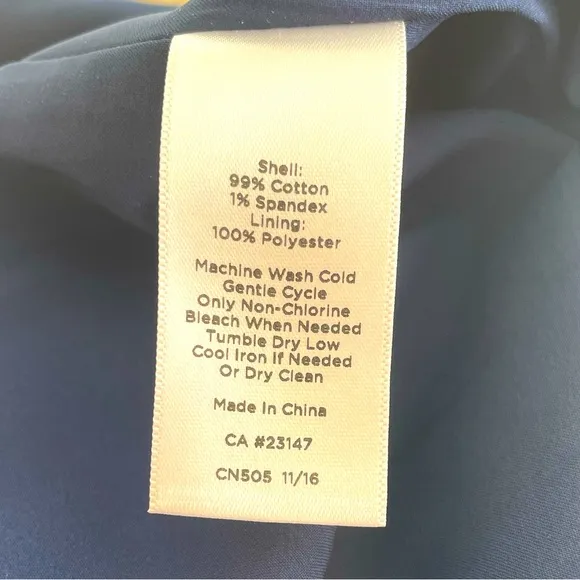 Shell:
99% Cotton
1% Spandex
Lining:
100% Polyester
Machine Wash Cold
Gentle Cycle
Only Non-Chlorine
Bleach When Needed
Tumble Dry Low
Cool Iron If Needed
Or Dry Clean
Made In China
CA #23147
CN505 11/16